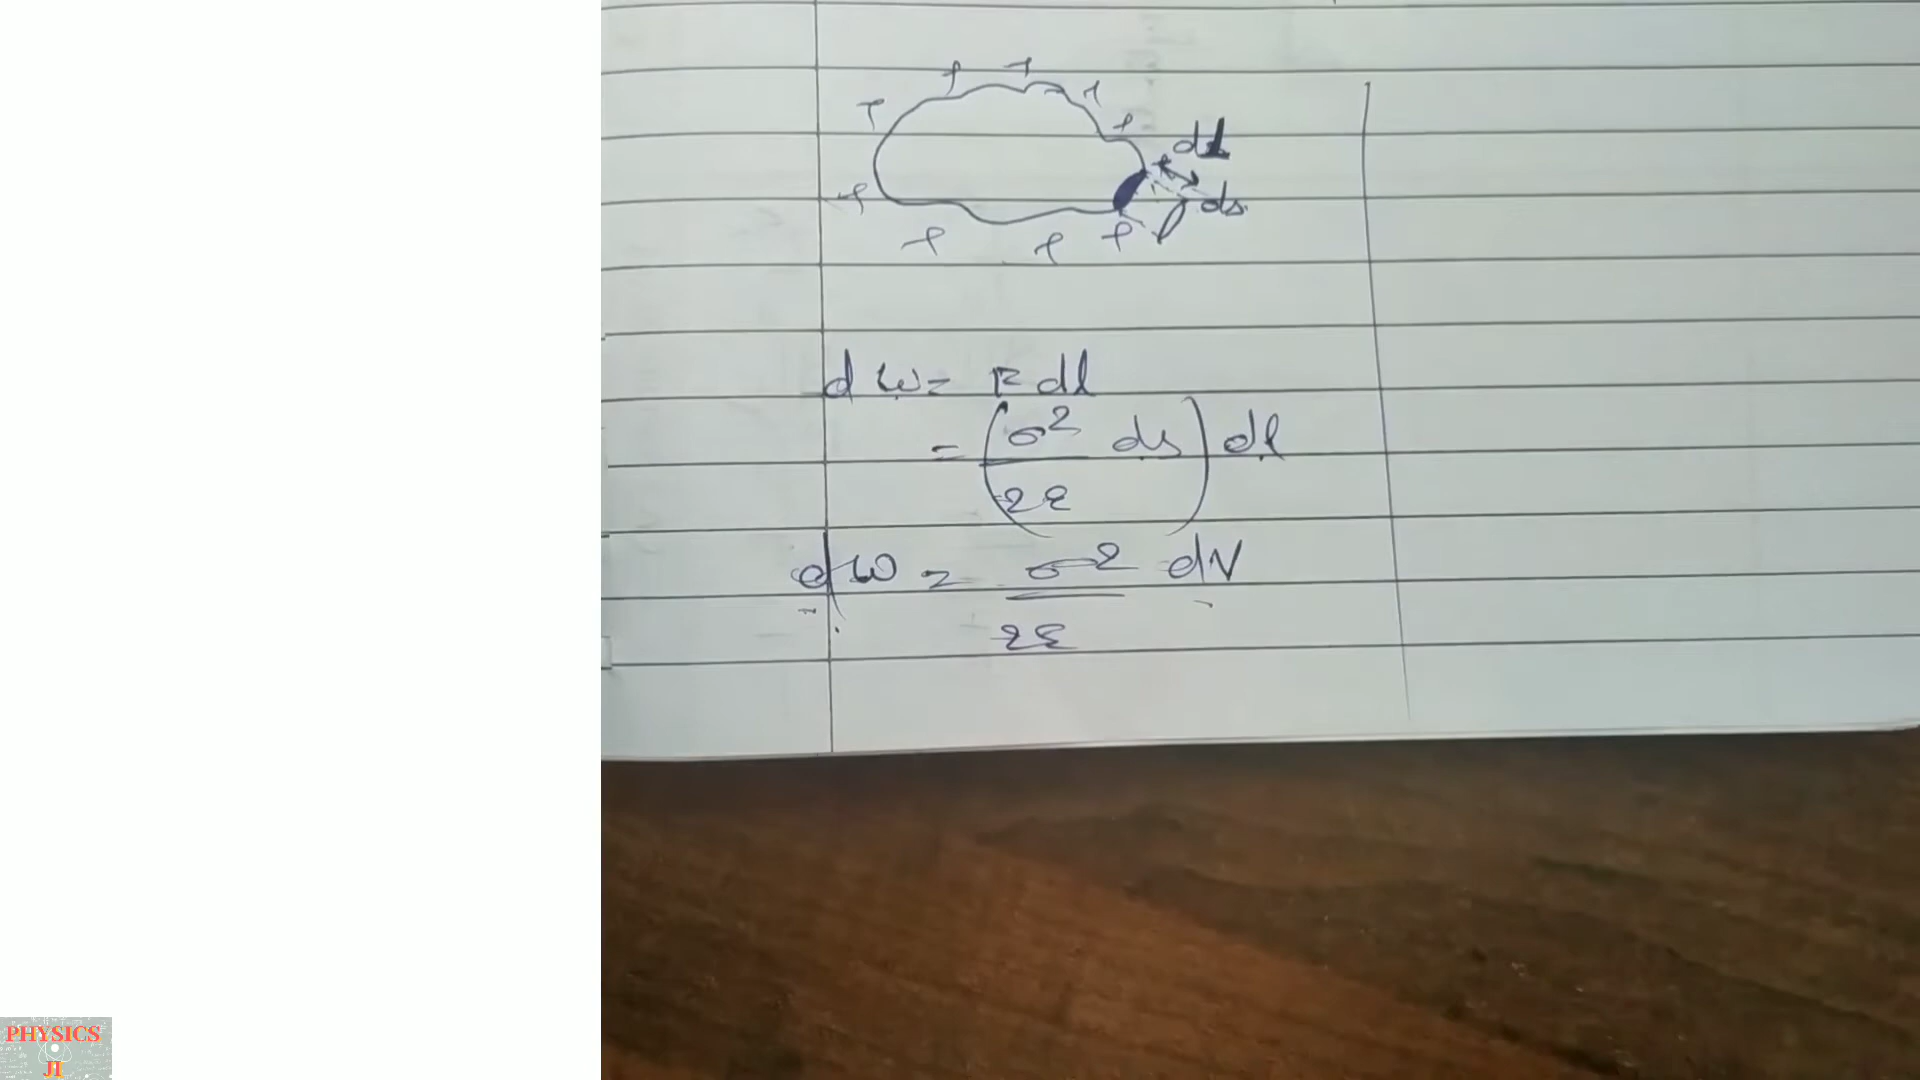 + + + +
+ +
dl
ds
+ + + +
dW = F dl
= (σ² ds) dl
2ε
dW = σ² dV
2ε
PHYSICS
JI